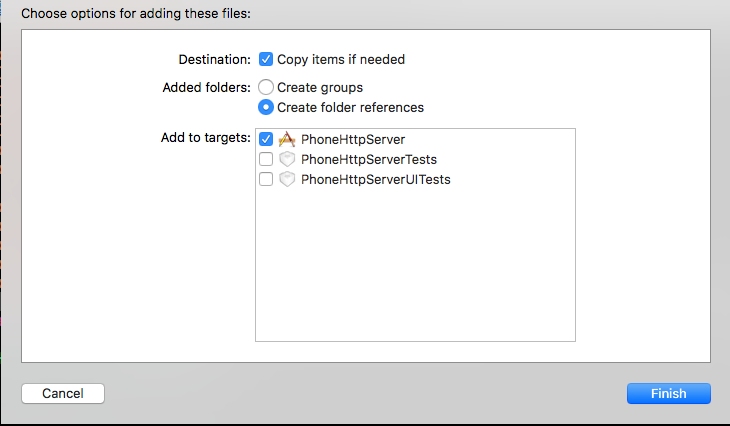 Choose options for adding these files:
Destination: Copy items if needed
Added folders: Create groups
Create folder references
Add to targets: PhoneHttpServer
PhoneHttpServerTests
PhoneHttpServerUITests
Cancel Finish